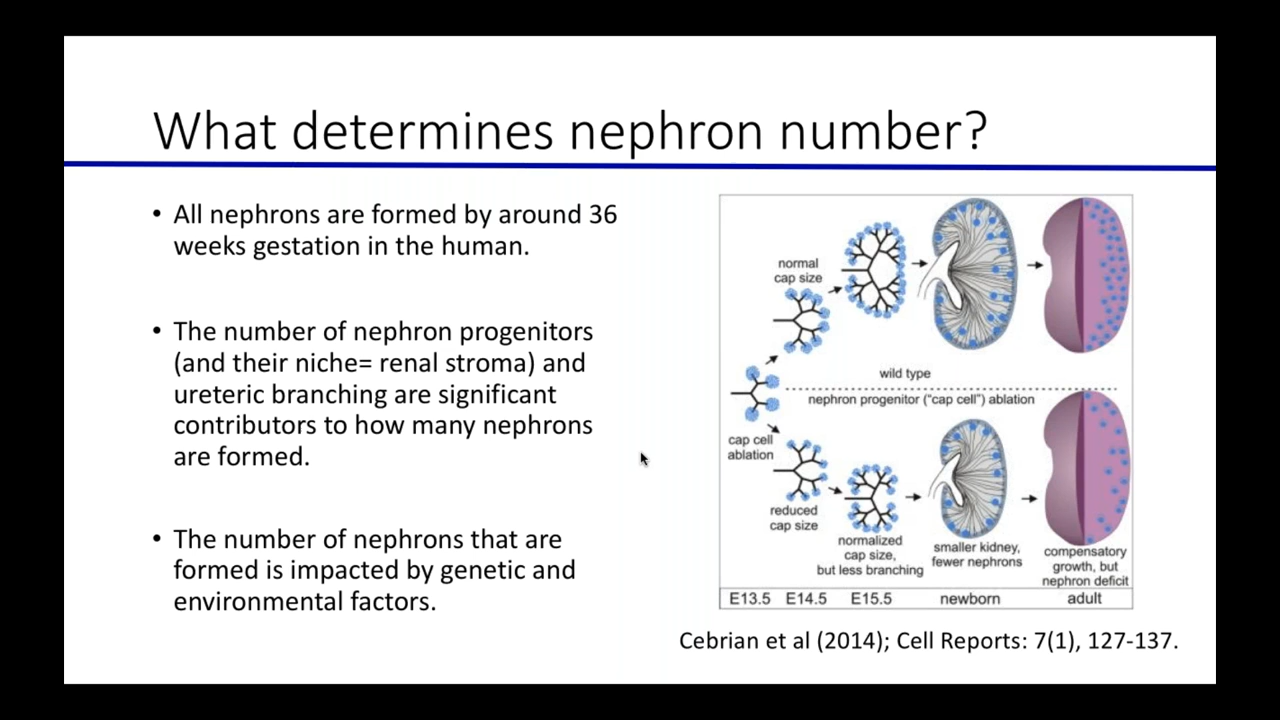 What determines nephron number?
• All nephrons are formed by around 36
weeks gestation in the human.
• The number of nephron progenitors
(and their niche= renal stroma) and
ureteric branching are significant
contributors to how many nephrons
are formed.
• The number of nephrons that are
formed is impacted by genetic and
environmental factors.
normal
cap size
wild type
nephron progenitor ("cap cell") ablation
cap cell
ablation
reduced
cap size
normalized
cap size,
but less branching
smaller kidney,
fewer nephrons
compensatory
growth, but
nephron deficit
E13.5 E14.5 E15.5 newborn adult
Cebrian et al (2014); Cell Reports: 7(1), 127-137.